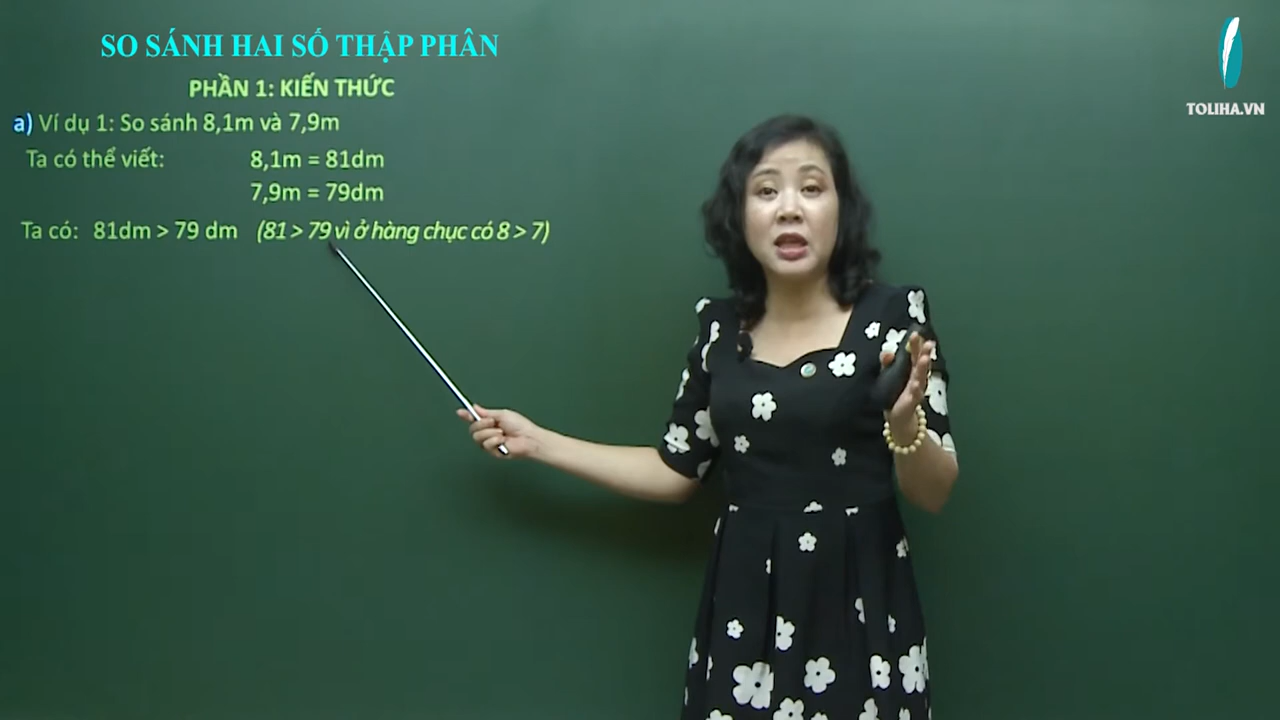 SO SÁNH HAI SỐ THẬP PHÂN
PHẦN 1: KIẾN THỨC
a) Ví dụ 1: So sánh 8,1m và 7,9m
Ta có thể viết: 8,1m = 81dm
7,9m = 79dm
Ta có: 81dm > 79 dm (81 > 79 vì ở hàng chục có 8 > 7)
TOLIHA.VN